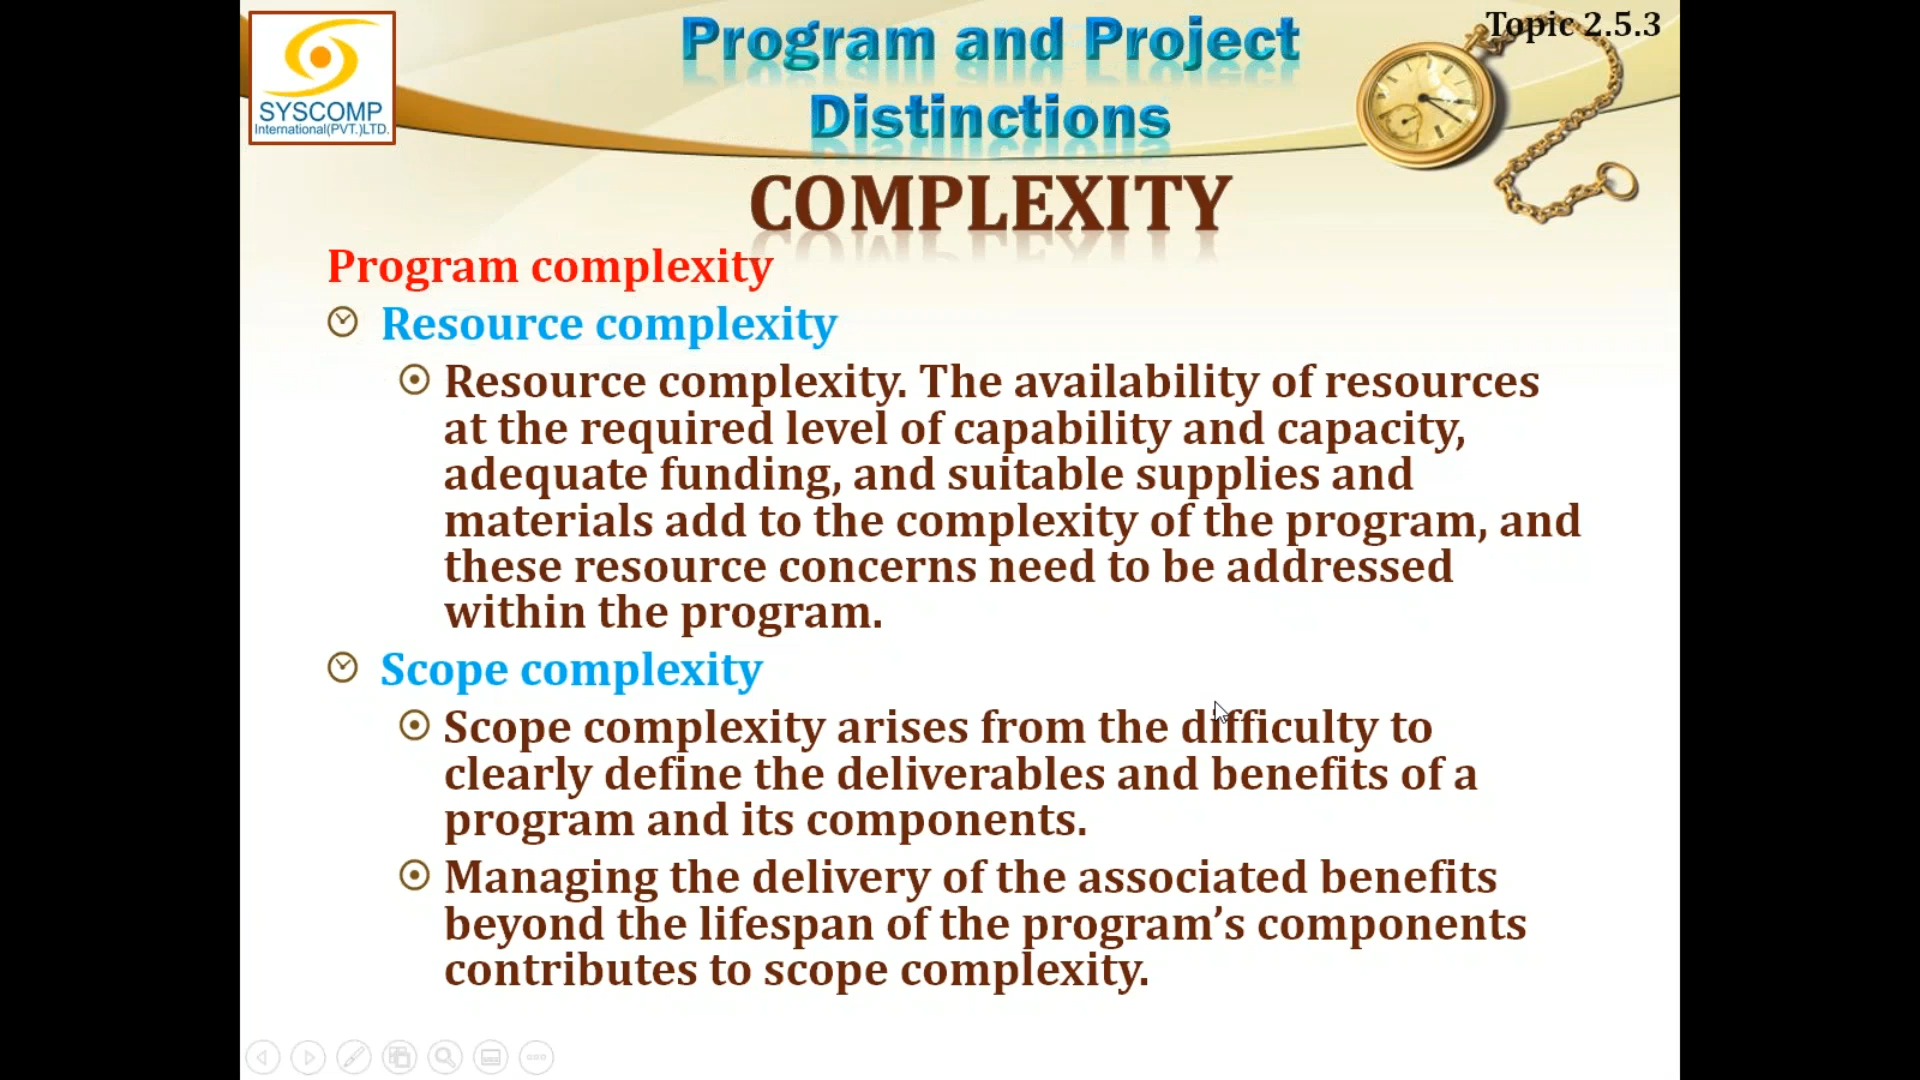 Topic 2.5.3
Program and Project
Distinctions
SYSCOMP
International(PVT.)LTD.
COMPLEXITY
Program complexity
Resource complexity
Resource complexity. The availability of resources
at the required level of capability and capacity,
adequate funding, and suitable supplies and
materials add to the complexity of the program, and
these resource concerns need to be addressed
within the program.
Scope complexity
Scope complexity arises from the difficulty to
clearly define the deliverables and benefits of a
program and its components.
Managing the delivery of the associated benefits
beyond the lifespan of the program’s components
contributes to scope complexity.